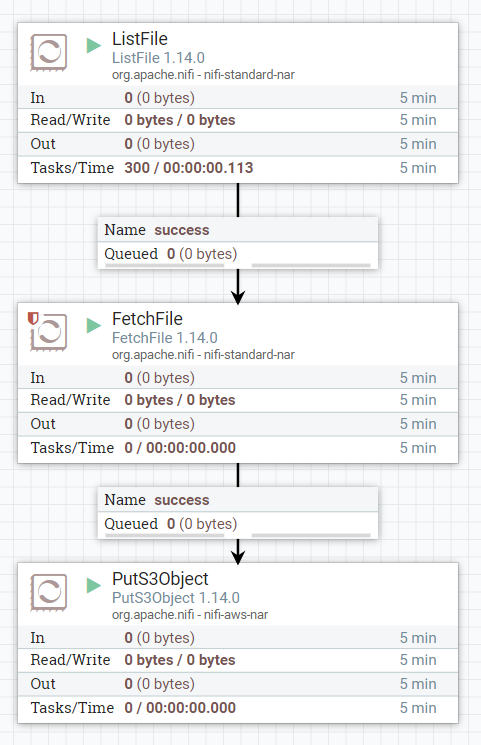 ListFile
ListFile 1.14.0
org.apache.nifi - nifi-standard-nar
In 0 (0 bytes) 5 min
Read/Write 0 bytes / 0 bytes 5 min
Out 0 (0 bytes) 5 min
Tasks/Time 300 / 00:00:00.113 5 min
Name success
Queued 0 (0 bytes)
FetchFile
FetchFile 1.14.0
org.apache.nifi - nifi-standard-nar
In 0 (0 bytes) 5 min
Read/Write 0 bytes / 0 bytes 5 min
Out 0 (0 bytes) 5 min
Tasks/Time 0 / 00:00:00.000 5 min
Name success
Queued 0 (0 bytes)
PutS3Object
PutS3Object 1.14.0
org.apache.nifi - nifi-aws-nar
In 0 (0 bytes) 5 min
Read/Write 0 bytes / 0 bytes 5 min
Out 0 (0 bytes) 5 min
Tasks/Time 0 / 00:00:00.000 5 min